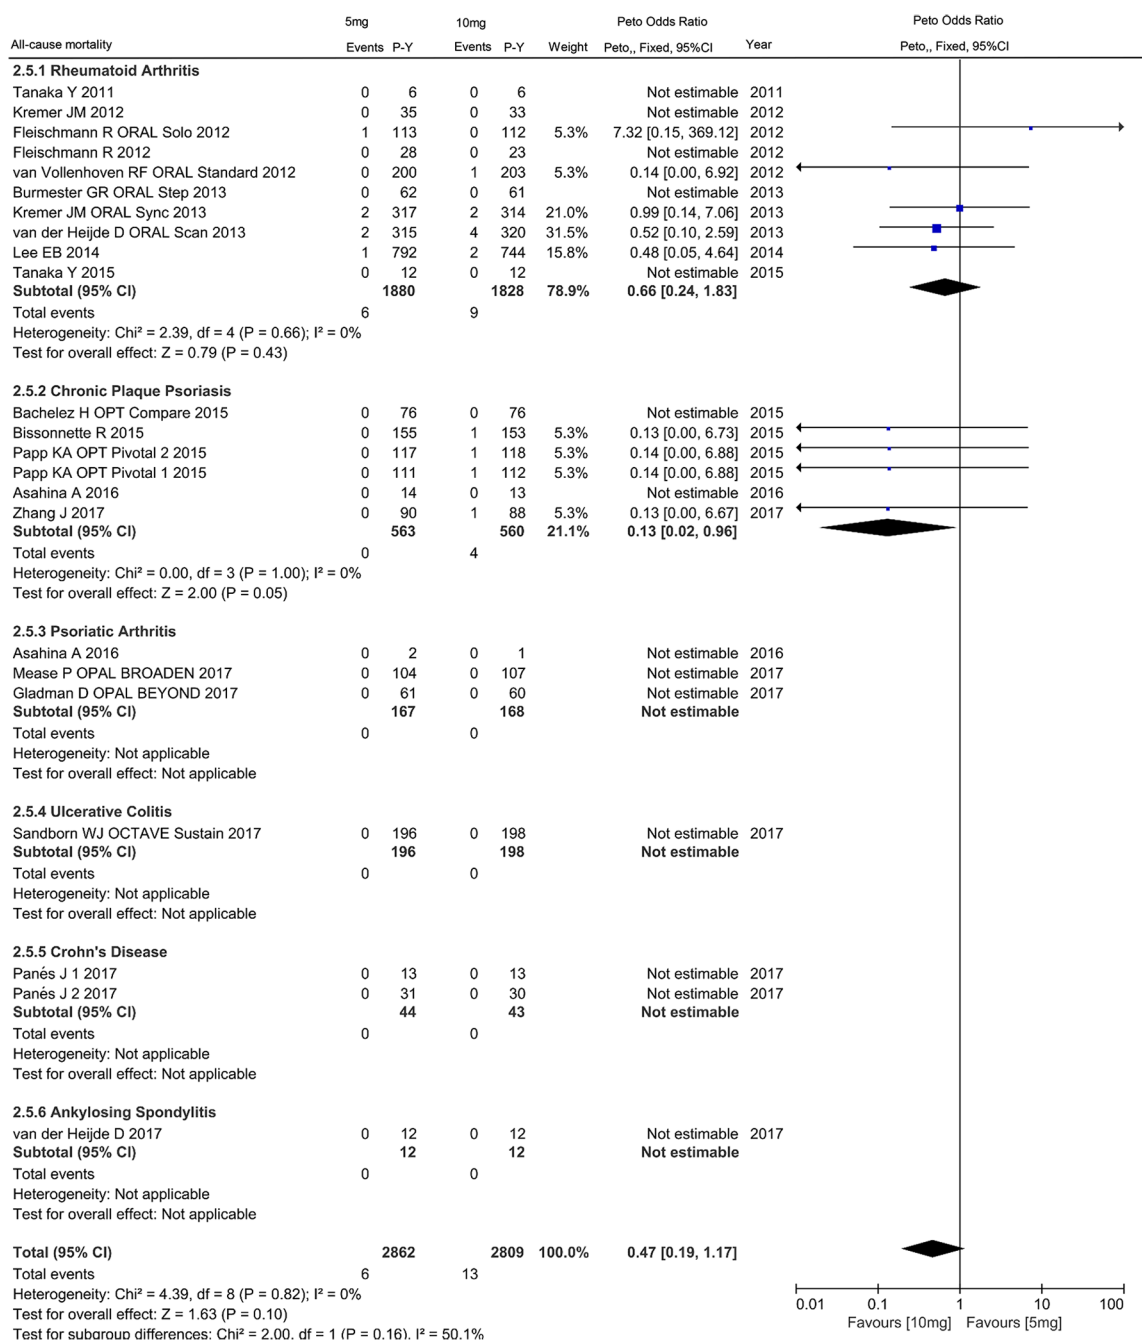 5mg 10mg Peto Odds Ratio Peto Odds Ratio
All-cause mortality Events P-Y Events P-Y Weight Peto,, Fixed, 95%CI Year Peto,, Fixed, 95%CI
2.5.1 Rheumatoid Arthritis
Tanaka Y 2011 0 6 0 6 Not estimable 2011
Kremer JM 2012 0 35 0 33 Not estimable 2012
Fleischmann R ORAL Solo 2012 1 113 0 112 5.3% 7.32 [0.15, 369.12] 2012
Fleischmann R 2012 0 28 0 23 Not estimable 2012
van Vollenhoven RF ORAL Standard 2012 0 200 1 203 5.3% 0.14 [0.00, 6.92] 2012
Burmester GR ORAL Step 2013 0 62 0 61 Not estimable 2013
Kremer JM ORAL Sync 2013 2 317 2 314 21.0% 0.99 [0.14, 7.06] 2013
van der Heijde D ORAL Scan 2013 2 315 4 320 31.5% 0.52 [0.10, 2.59] 2013
Lee EB 2014 1 792 2 744 15.8% 0.48 [0.05, 4.64] 2014
Tanaka Y 2015 0 12 0 12 Not estimable 2015
Subtotal (95% CI) 1880 1828 78.9% 0.66 [0.24, 1.83]
Total events 6 9
Heterogeneity: Chi² = 2.39, df = 4 (P = 0.66); I² = 0%
Test for overall effect: Z = 0.79 (P = 0.43)
2.5.2 Chronic Plaque Psoriasis
Bachelez H OPT Compare 2015 0 76 0 76 Not estimable 2015
Bissonnette R 2015 0 155 1 153 5.3% 0.13 [0.00, 6.73] 2015
Papp KA OPT Pivotal 2 2015 0 117 1 118 5.3% 0.14 [0.00, 6.88] 2015
Papp KA OPT Pivotal 1 2015 0 111 1 112 5.3% 0.14 [0.00, 6.88] 2015
Asahina A 2016 0 14 0 13 Not estimable 2016
Zhang J 2017 0 90 1 88 5.3% 0.13 [0.00, 6.67] 2017
Subtotal (95% CI) 563 560 21.1% 0.13 [0.02, 0.96]
Total events 0 4
Heterogeneity: Chi² = 0.00, df = 3 (P = 1.00); I² = 0%
Test for overall effect: Z = 2.00 (P = 0.05)
2.5.3 Psoriatic Arthritis
Asahina A 2016 0 2 0 1 Not estimable 2016
Mease P OPAL BROADEN 2017 0 104 0 107 Not estimable 2017
Gladman D OPAL BEYOND 2017 0 61 0 60 Not estimable 2017
Subtotal (95% CI) 167 168 Not estimable
Total events 0 0
Heterogeneity: Not applicable
Test for overall effect: Not applicable
2.5.4 Ulcerative Colitis
Sandborn WJ OCTAVE Sustain 2017 0 196 0 198 Not estimable 2017
Subtotal (95% CI) 196 198 Not estimable
Total events 0 0
Heterogeneity: Not applicable
Test for overall effect: Not applicable
2.5.5 Crohn's Disease
Panés J 1 2017 0 13 0 13 Not estimable 2017
Panés J 2 2017 0 31 0 30 Not estimable 2017
Subtotal (95% CI) 44 43 Not estimable
Total events 0 0
Heterogeneity: Not applicable
Test for overall effect: Not applicable
2.5.6 Ankylosing Spondylitis
van der Heijde D 2017 0 12 0 12 Not estimable 2017
Subtotal (95% CI) 12 12 Not estimable
Total events 0 0
Heterogeneity: Not applicable
Test for overall effect: Not applicable
Total (95% CI) 2862 2809 100.0% 0.47 [0.19, 1.17]
Total events 6 13
Heterogeneity: Chi² = 4.39, df = 8 (P = 0.82); I² = 0%
Test for overall effect: Z = 1.63 (P = 0.10)
Test for subgroup differences: Chi² = 2.00, df = 1 (P = 0.16), I² = 50.1%
0.01 0.1 1 10 100
Favours [10mg] Favours [5mg]